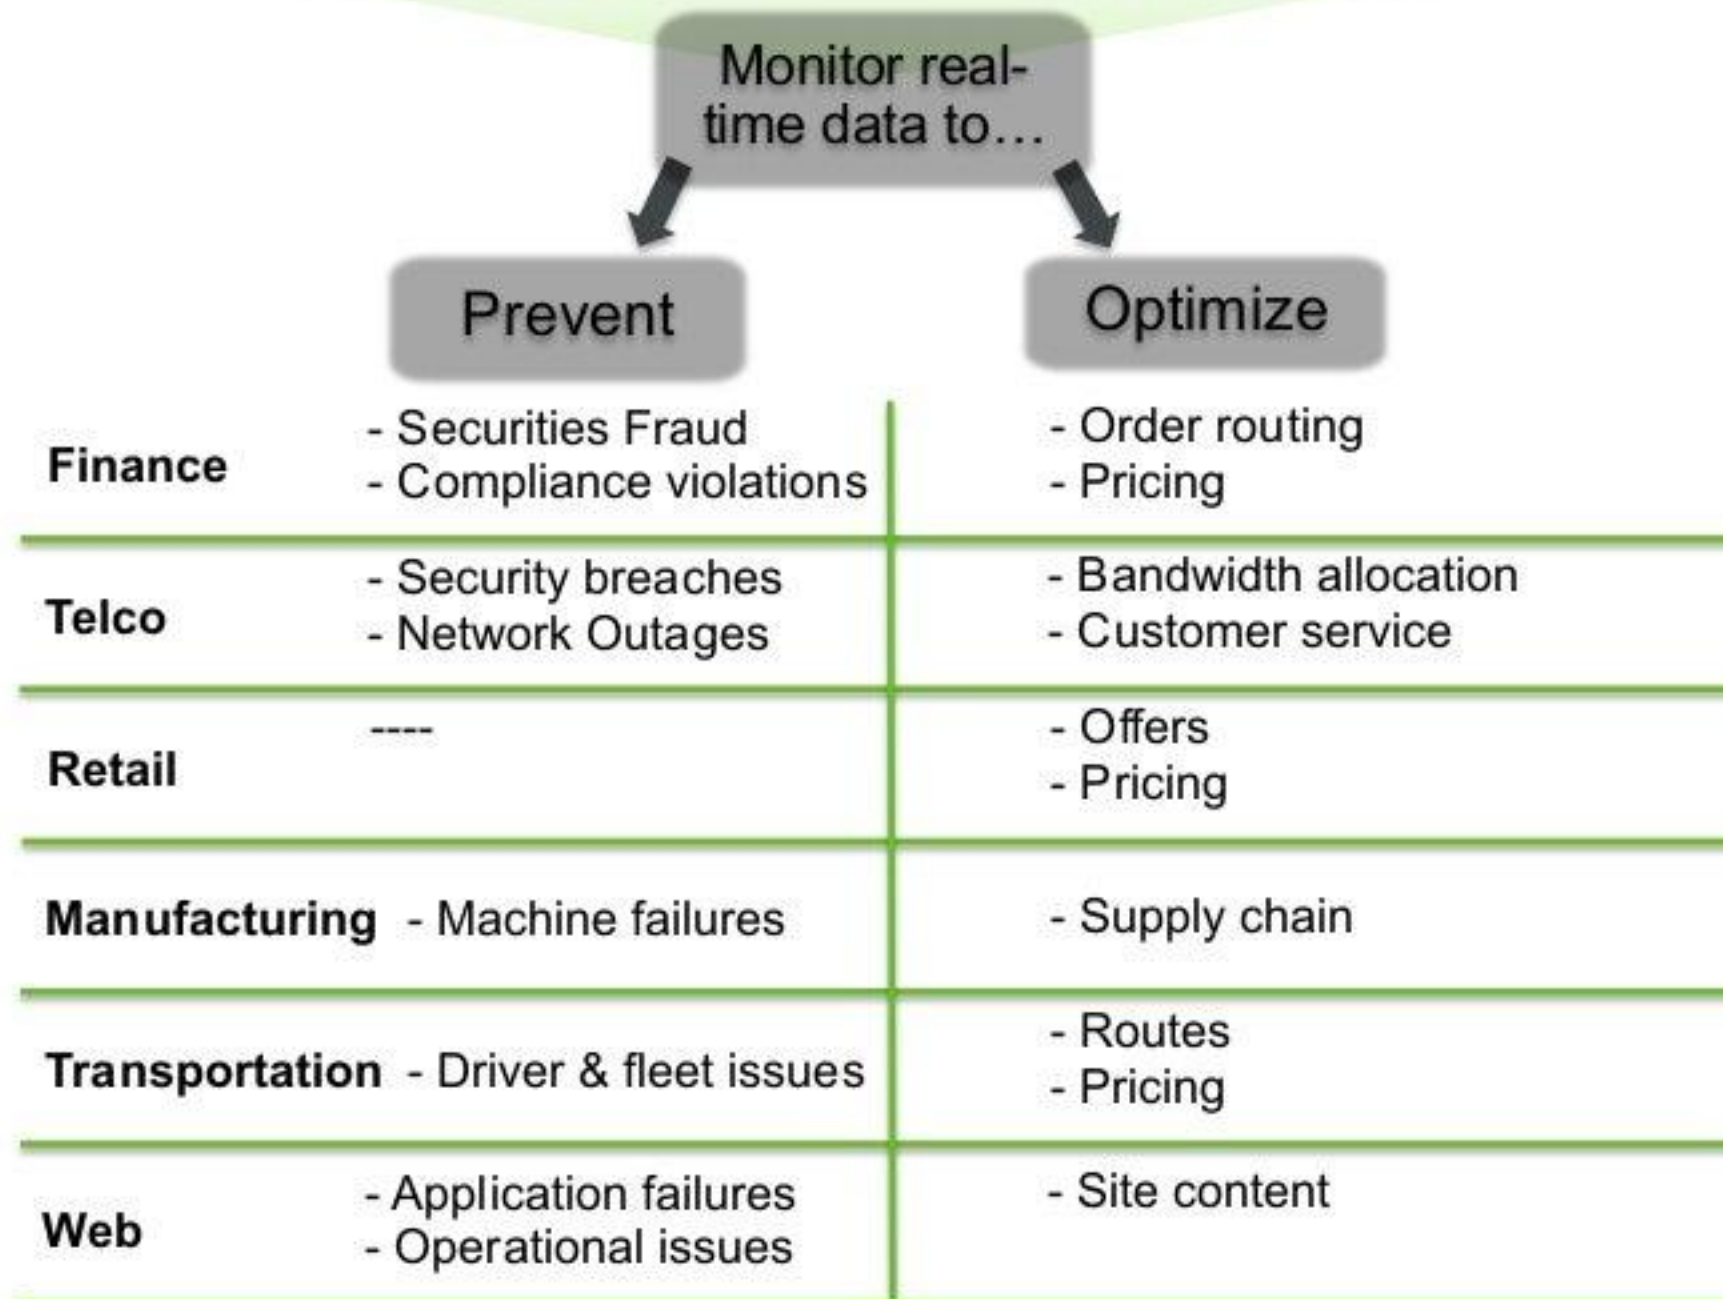 Monitor real-
time data to…
Prevent
Optimize
Finance
- Securities Fraud
- Compliance violations
- Order routing
- Pricing
Telco
- Security breaches
- Network Outages
- Bandwidth allocation
- Customer service
Retail
----
- Offers
- Pricing
Manufacturing
- Machine failures
- Supply chain
Transportation
- Driver & fleet issues
- Routes
- Pricing
Web
- Application failures
- Operational issues
- Site content